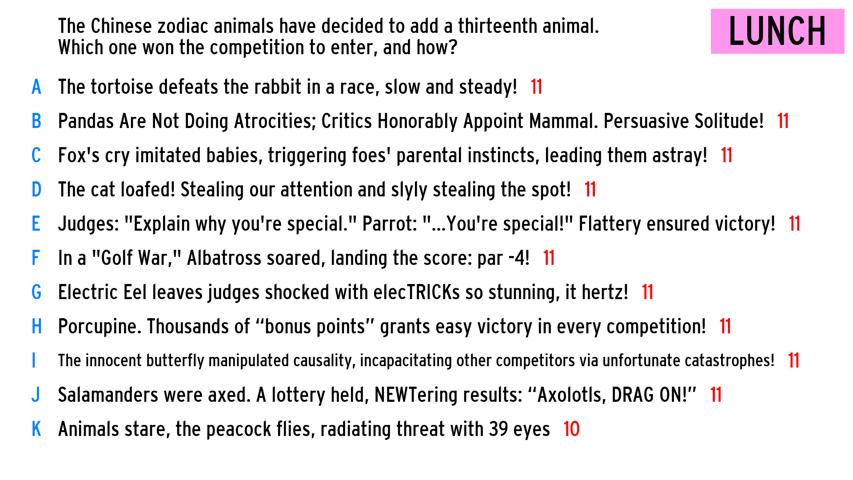 The Chinese zodiac animals have decided to add a thirteenth animal.
Which one won the competition to enter, and how?
LUNCH
A The tortoise defeats the rabbit in a race, slow and steady! 11
B Pandas Are Not Doing Atrocities; Critics Honorably Appoint Mammal. Persuasive Solitude! 11
C Fox's cry imitated babies, triggering foes' parental instincts, leading them astray! 11
D The cat loafed! Stealing our attention and slyly stealing the spot! 11
E Judges: "Explain why you're special." Parrot: "...You're special!" Flattery ensured victory! 11
F In a "Golf War," Albatross soared, landing the score: par -4! 11
G Electric Eel leaves judges shocked with elecTRICKs so stunning, it hertz! 11
H Porcupine. Thousands of “bonus points” grants easy victory in every competition! 11
I The innocent butterfly manipulated causality, incapacitating other competitors via unfortunate catastrophes! 11
J Salamanders were axed. A lottery held, NEWTering results: “Axolotls, DRAG ON!” 11
K Animals stare, the peacock flies, radiating threat with 39 eyes 10